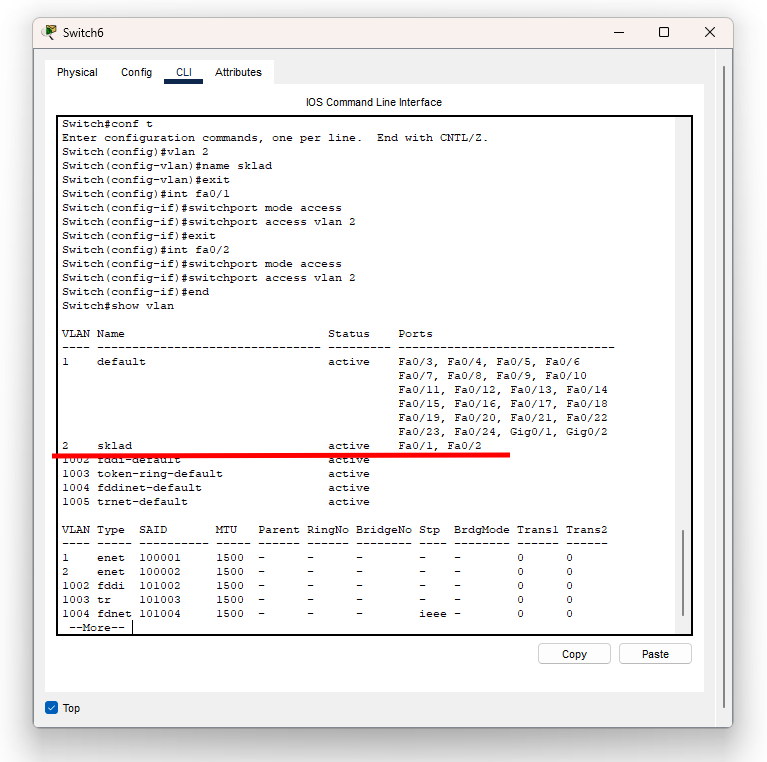 Switch6
Physical Config CLI Attributes
IOS Command Line Interface
Switch#conf t
Enter configuration commands, one per line.  End with CNTL/Z.
Switch(config)#vlan 2
Switch(config-vlan)#name sklad
Switch(config-vlan)#exit
Switch(config)#int fa0/1
Switch(config-if)#switchport mode access
Switch(config-if)#switchport access vlan 2
Switch(config-if)#exit
Switch(config)#int fa0/2
Switch(config-if)#switchport mode access
Switch(config-if)#switchport access vlan 2
Switch(config-if)#end
Switch#show vlan
VLAN Name                             Status    Ports
---- -------------------------------- --------- -------------------------------
1    default                          active    Fa0/3, Fa0/4, Fa0/5, Fa0/6
                                                Fa0/7, Fa0/8, Fa0/9, Fa0/10
                                                Fa0/11, Fa0/12, Fa0/13, Fa0/14
                                                Fa0/15, Fa0/16, Fa0/17, Fa0/18
                                                Fa0/19, Fa0/20, Fa0/21, Fa0/22
                                                Fa0/23, Fa0/24, Gig0/1, Gig0/2
2    sklad                            active    Fa0/1, Fa0/2
1002 fddi-default                     active
1003 token-ring-default               active
1004 fddinet-default                  active
1005 trnet-default                    active
VLAN Type  SAID       MTU   Parent RingNo BridgeNo Stp  BrdgMode Trans1 Trans2
---- ----- ---------- ----- ------ ------ -------- ---- -------- ------ ------
1    enet  100001     1500  -      -      -        -    -        0      0
2    enet  100002     1500  -      -      -        -    -        0      0
1002 fddi  101002     1500  -      -      -        -    -        0      0
1003 tr    101003     1500  -      -      -        -    -        0      0
1004 fdnet 101004     1500  -      -      -        ieee -        0      0
 --More--
Copy Paste
Top